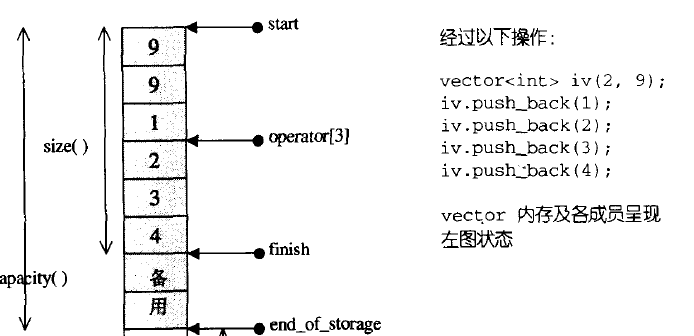 start
9
9
1
operator[3]
size( )
2
3
4
finish
apacity( )
备
用
end_of_storage
经过以下操作:
vector<int> iv(2, 9);
iv.push_back(1);
iv.push_back(2);
iv.push_back(3);
iv.push_back(4);
vector 内存及各成员呈现
左图状态